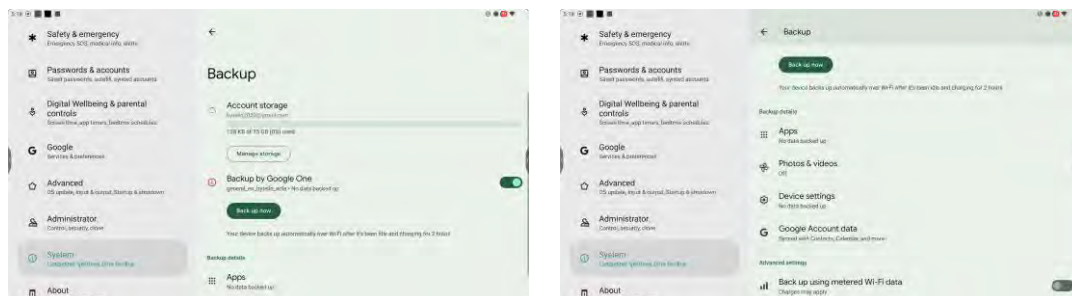 Safety & emergency
Emergency SOS, medical info, alerts
Passwords & accounts
Saved passwords, autofill, synced accounts
Digital Wellbeing & parental
controls
Screen time, app timers, bedtime schedules
Google
Services & preferences
Advanced
OS update, Input & output, Startup & shutdown
Administrator
Control, security, clone
System
About
Backup
Account storage
Manage storage
Backup by Google One
No data backed up
Back up now
Your device backs up automatically over Wi-Fi after it's been idle and charging for 2 hours
Backup details
Apps
No data backed up
Safety & emergency
Emergency SOS, medical info, alerts
Passwords & accounts
Saved passwords, autofill, synced accounts
Digital Wellbeing & parental
controls
Screen time, app timers, bedtime schedules
Google
Services & preferences
Advanced
OS update, Input & output, Startup & shutdown
Administrator
Control, security, clone
System
About
Backup
Back up now
Your device backs up automatically over Wi-Fi after it's been idle and charging for 2 hours
Backup details
Apps
No data backed up
Photos & videos
Off
Device settings
No data backed up
Google Account data
Synced with Contacts, Calendar, and more
Advanced settings
Back up using metered Wi-Fi data
Charges may apply